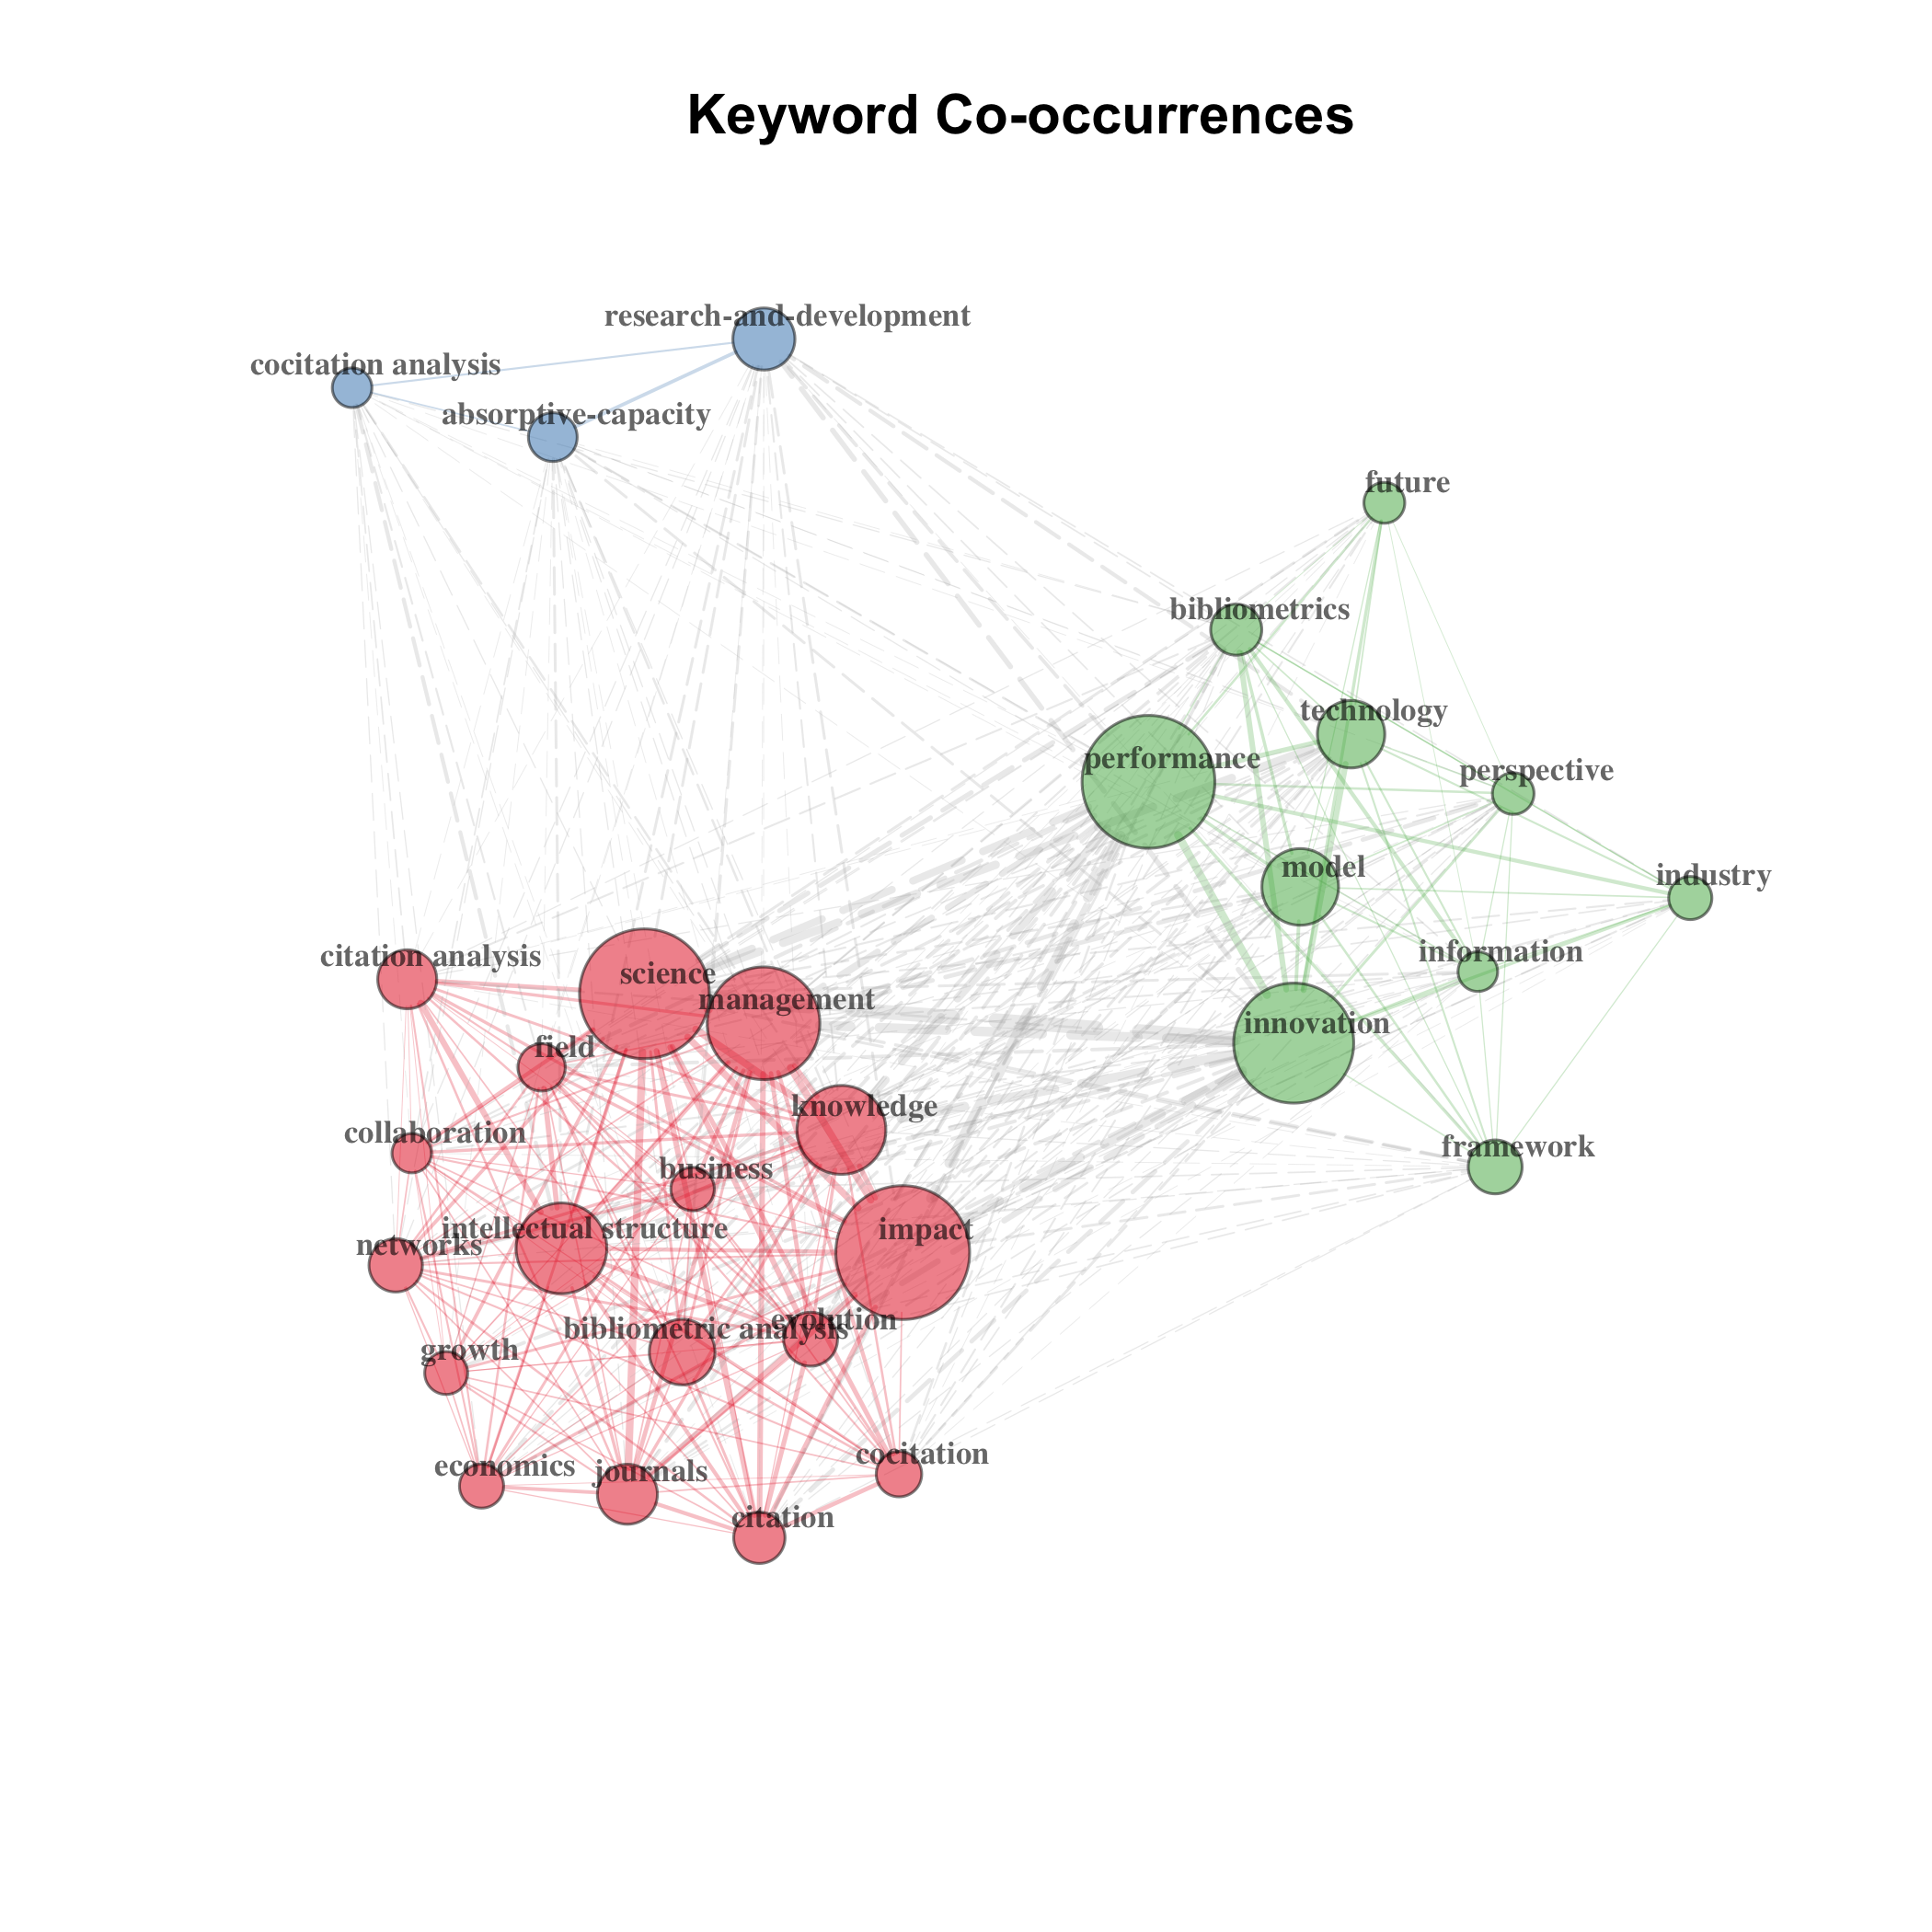 Keyword Co-occurrences
research-and-development
cocitation analysis
absorptive-capacity
future
bibliometrics
technology
performance
perspective
model
industry
citation analysis
science
information
management
innovation
field
knowledge
collaboration
framework
business
intellectual structure
impact
networks
evolution
bibliometric analysis
growth
cocitation
economics
journals
citation